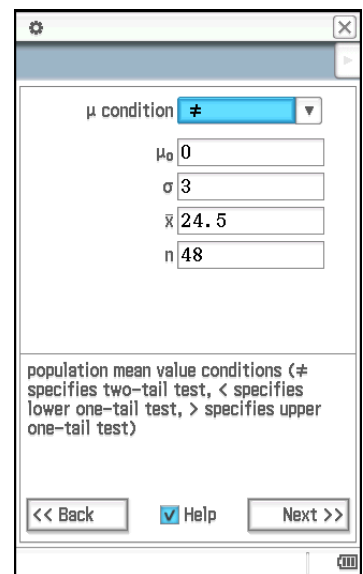 μ condition ≠
μ₀ 0
σ 3
x̄ 24.5
n 48
population mean value conditions (≠
specifies two-tail test, < specifies
lower one-tail test, > specifies upper
one-tail test)
<< Back Help Next >>